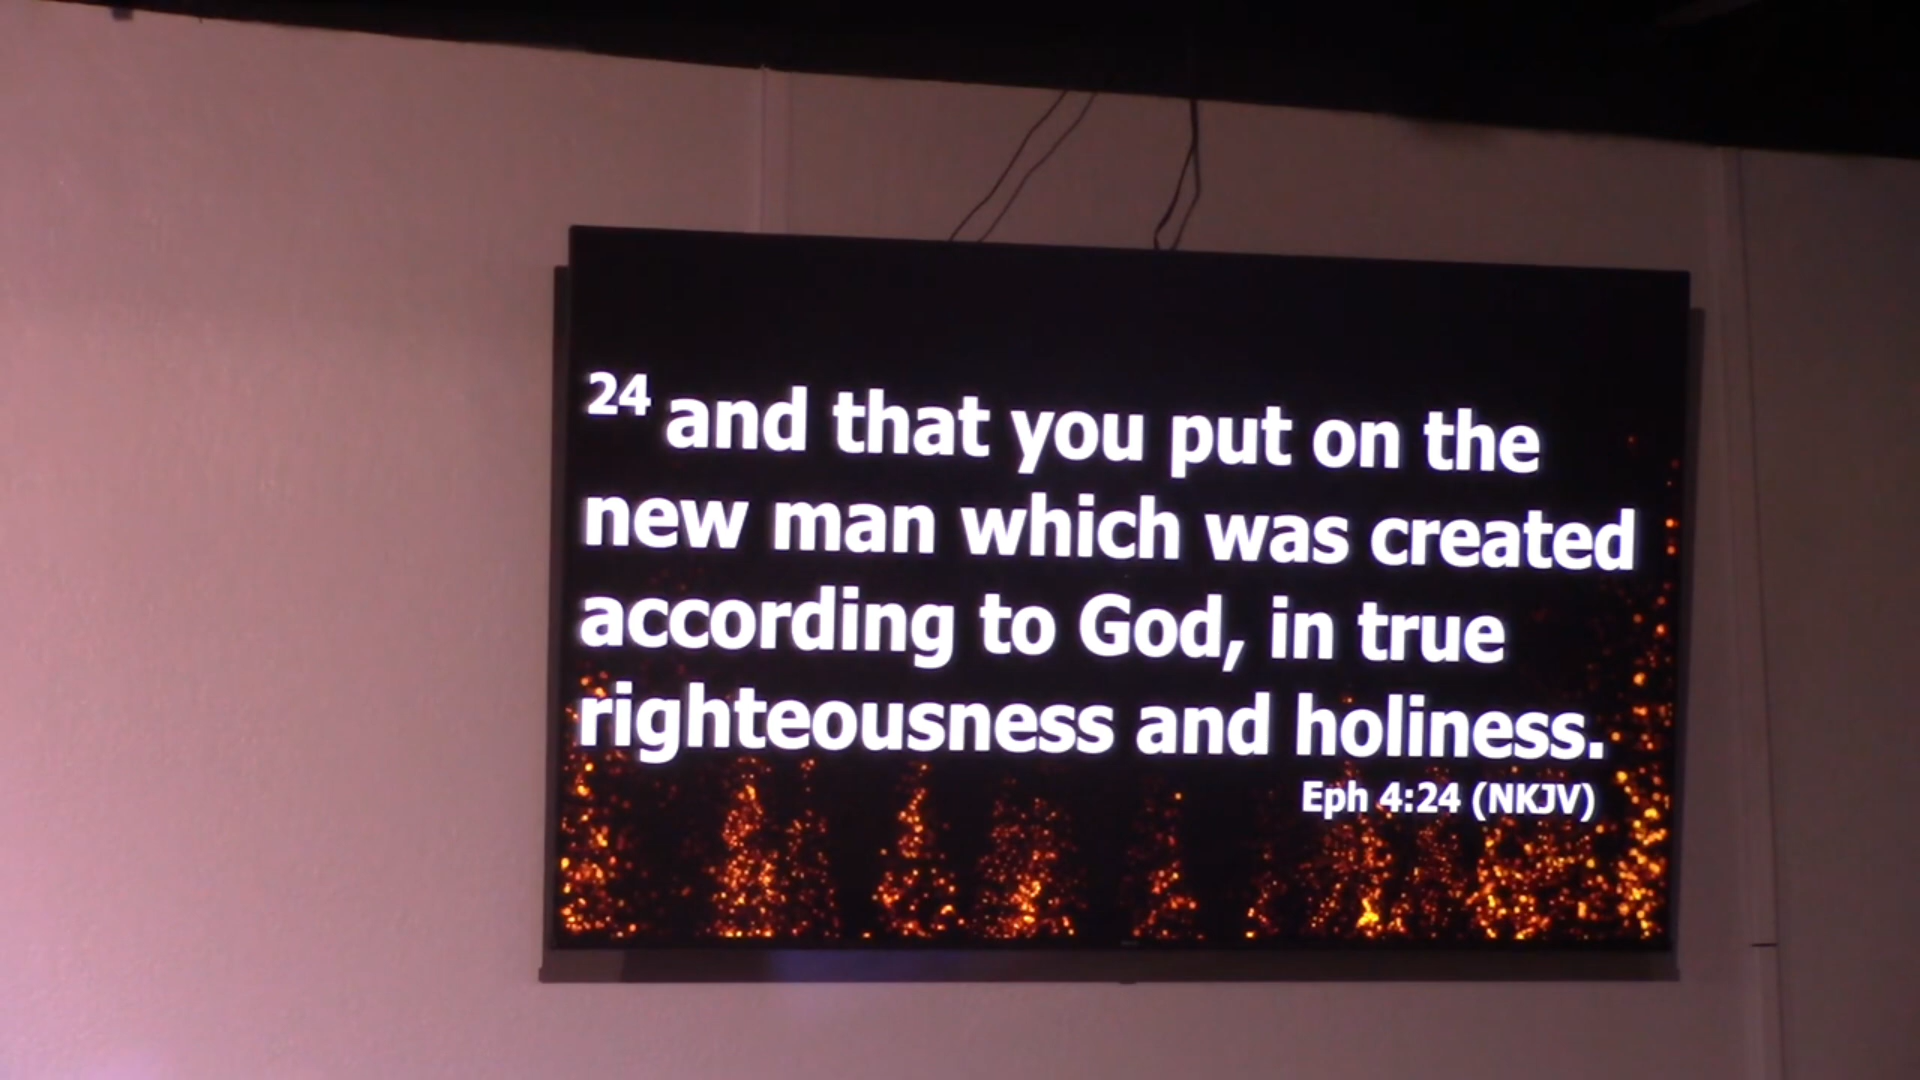 24 and that you put on the
new man which was created
according to God, in true
righteousness and holiness.
Eph 4:24 (NKJV)